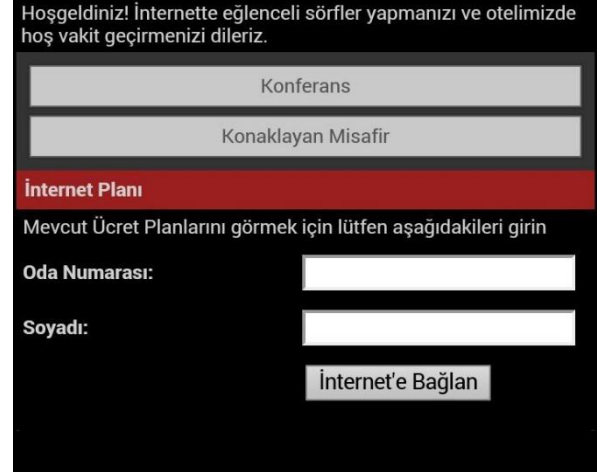 Hoşgeldiniz! İnternette eğlenceli sörfler yapmanızı ve otelimizde
hoş vakit geçirmenizi dileriz.
Konferans
Konaklayan Misafir
İnternet Planı
Mevcut Ücret Planlarını görmek için lütfen aşağıdakileri girin
Oda Numarası:
Soyadı:
İnternet'e Bağlan